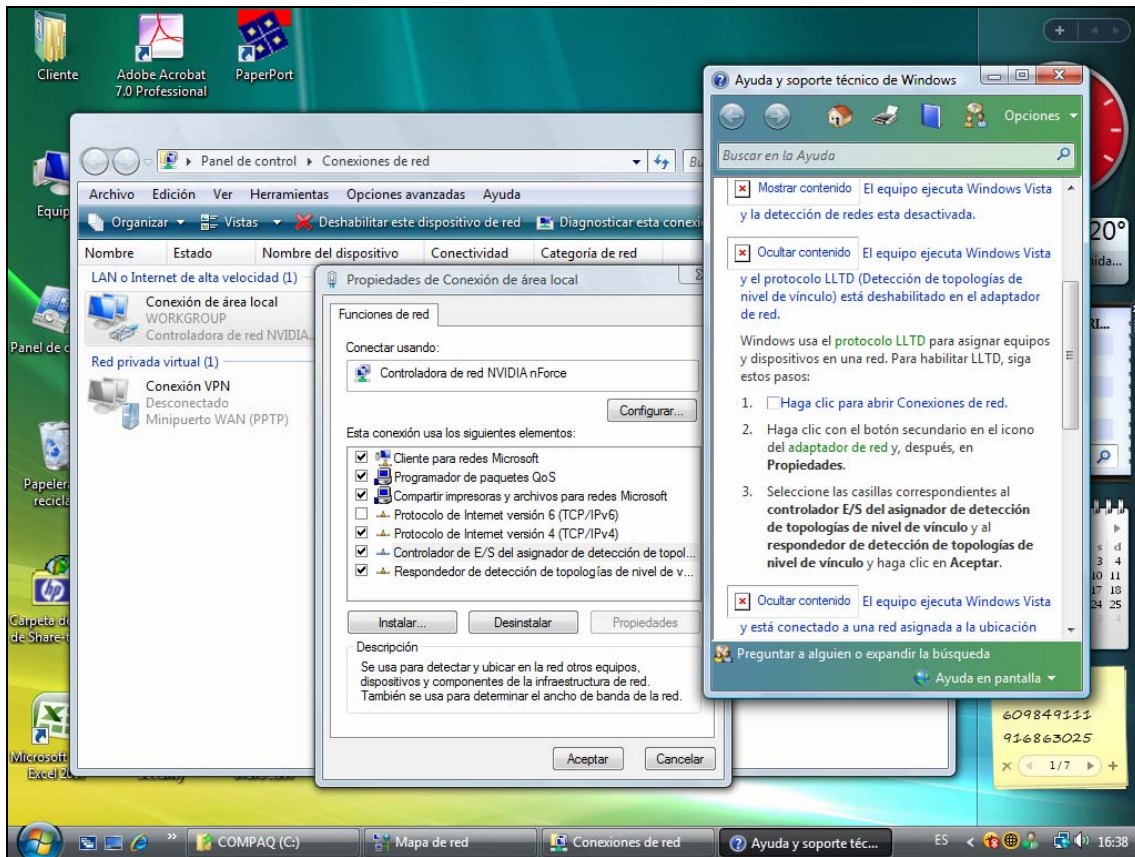 Cliente
Adobe Acrobat
7.0 Professional
PaperPort
Equip
Panel de c
Papeler
recicla
Carpeta de
de Share-t
Microsoft
Excel 20
Panel de control
Conexiones de red
Bu
Archivo Edición Ver Herramientas Opciones avanzadas Ayuda
Organizar Vistas Deshabilitar este dispositivo de red Diagnosticar esta conexi
Nombre Estado Nombre del dispositivo Conectividad Categoría de red
LAN o Internet de alta velocidad (1)
Conexión de área local
WORKGROUP
Controladora de red NVIDIA
Red privada virtual (1)
Conexión VPN
Desconectado
Minipuerto WAN (PPTP)
Propiedades de Conexión de área local
Funciones de red
Conectar usando:
Controladora de red NVIDIA nForce
Configurar...
Esta conexión usa los siguientes elementos:
Cliente para redes Microsoft
Programador de paquetes QoS
Compartir impresoras y archivos para redes Microsoft
Protocolo de Internet versión 6 (TCP/IPv6)
Protocolo de Internet versión 4 (TCP/IPv4)
Controlador de E/S del asignador de detección de topol...
Respondedor de detección de topologías de nivel de v...
Instalar... Desinstalar Propiedades
Descripción
Se usa para detectar y ubicar en la red otros equipos,
dispositivos y componentes de la infraestructura de red.
También se usa para determinar el ancho de banda de la red.
Aceptar Cancelar
Ayuda y soporte técnico de Windows
Opciones
Buscar en la Ayuda
Mostrar contenido El equipo ejecuta Windows Vista
y la detección de redes esta desactivada.
Ocultar contenido El equipo ejecuta Windows Vista
y el protocolo LLTD (Detección de topologías de
nivel de vínculo) está deshabilitado en el adaptador
de red.
Windows usa el protocolo LLTD para asignar equipos
y dispositivos en una red. Para habilitar LLTD, siga
estos pasos:
1. Haga clic para abrir Conexiones de red.
2. Haga clic con el botón secundario en el icono
del adaptador de red y, después, en
Propiedades.
3. Seleccione las casillas correspondientes al
controlador E/S del asignador de detección
de topologías de nivel de vínculo y al
respondedor de detección de topologías de
nivel de vínculo y haga clic en Aceptar.
Ocultar contenido El equipo ejecuta Windows Vista
y está conectado a una red asignada a la ubicación
Preguntar a alguien o expandir la búsqueda
Ayuda en pantalla
20°
ida...
RI...
s d
3 4
10 11
17 18
24 25
3 4
609849111
916863025
1/7
COMPAQ (C:)
Mapa de red
Conexiones de red
Ayuda y soporte téc...
ES
16:38